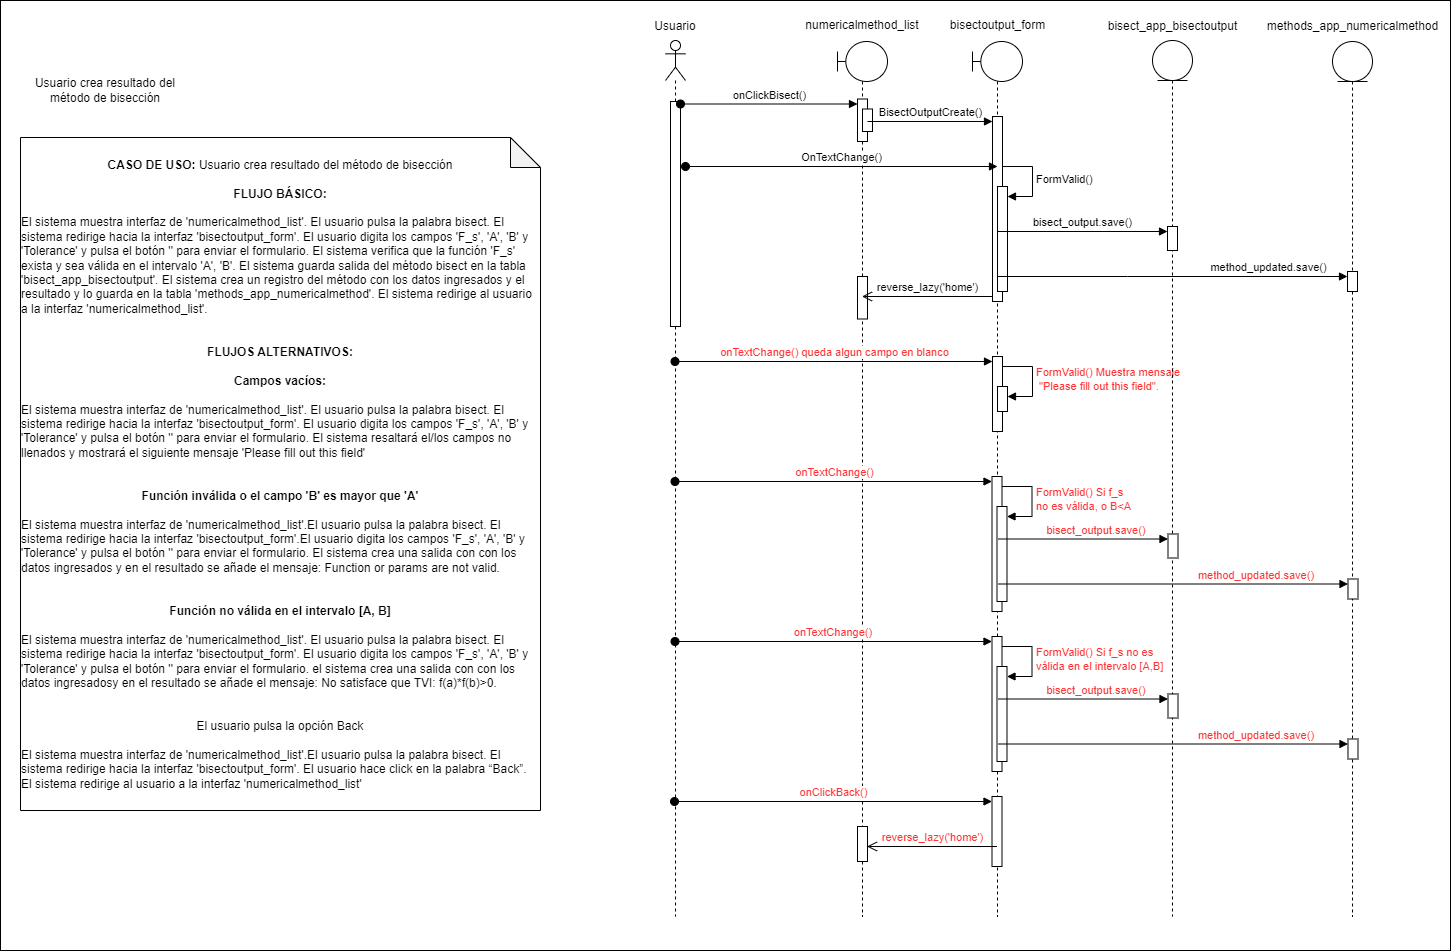 Usuario
numericalmethod_list
bisectoutput_form
bisect_app_bisectoutput
methods_app_numericalmethod
Usuario crea resultado del
método de bisección
CASO DE USO: Usuario crea resultado del método de bisección
FLUJO BÁSICO:
El sistema muestra interfaz de 'numericalmethod_list'. El usuario pulsa la palabra bisect. El
sistema redirige hacia la interfaz 'bisectoutput_form'. El usuario digita los campos 'F_s', 'A', 'B' y
'Tolerance' y pulsa el botón '' para enviar el formulario. El sistema verifica que la función 'F_s'
exista y sea válida en el intervalo 'A', 'B'. El sistema guarda salida del método bisect en la tabla
'bisect_app_bisectoutput'. El sistema crea un registro del método con los datos ingresados y el
resultado y lo guarda en la tabla 'methods_app_numericalmethod'. El sistema redirige al usuario
a la interfaz 'numericalmethod_list'.
FLUJOS ALTERNATIVOS:
Campos vacíos:
El sistema muestra interfaz de 'numericalmethod_list'. El usuario pulsa la palabra bisect. El
sistema redirige hacia la interfaz 'bisectoutput_form'. El usuario digita los campos 'F_s', 'A', 'B' y
'Tolerance' y pulsa el botón '' para enviar el formulario. El sistema resaltará el/los campos no
llenados y mostrará el siguiente mensaje 'Please fill out this field'
Función inválida o el campo 'B' es mayor que 'A'
El sistema muestra interfaz de 'numericalmethod_list'.El usuario pulsa la palabra bisect. El
sistema redirige hacia la interfaz 'bisectoutput_form'.El usuario digita los campos 'F_s', 'A', 'B' y
'Tolerance' y pulsa el botón '' para enviar el formulario. El sistema crea una salida con con los
datos ingresados y en el resultado se añade el mensaje: Function or params are not valid.
Función no válida en el intervalo [A, B]
El sistema muestra interfaz de 'numericalmethod_list'. El usuario pulsa la palabra bisect. El
sistema redirige hacia la interfaz 'bisectoutput_form'. El usuario digita los campos 'F_s', 'A', 'B' y
'Tolerance' y pulsa el botón '' para enviar el formulario. el sistema crea una salida con con los
datos ingresadosy en el resultado se añade el mensaje: No satisface que TVI: f(a)*f(b)>0.
El usuario pulsa la opción Back
El sistema muestra interfaz de 'numericalmethod_list'.El usuario pulsa la palabra bisect. El
sistema redirige hacia la interfaz 'bisectoutput_form'. El usuario hace click en la palabra “Back”.
El sistema redirige al usuario a la interfaz 'numericalmethod_list'
onClickBisect()
BisectOutputCreate()
OnTextChange()
FormValid()
bisect_output.save()
method_updated.save()
reverse_lazy('home')
onTextChange() queda algun campo en blanco
FormValid() Muestra mensaje
"Please fill out this field".
onTextChange()
FormValid() Si f_s
no es válida, o B<A
bisect_output.save()
method_updated.save()
onTextChange()
FormValid() Si f_s no es
válida en el intervalo [A,B]
bisect_output.save()
method_updated.save()
onClickBack()
reverse_lazy('home')